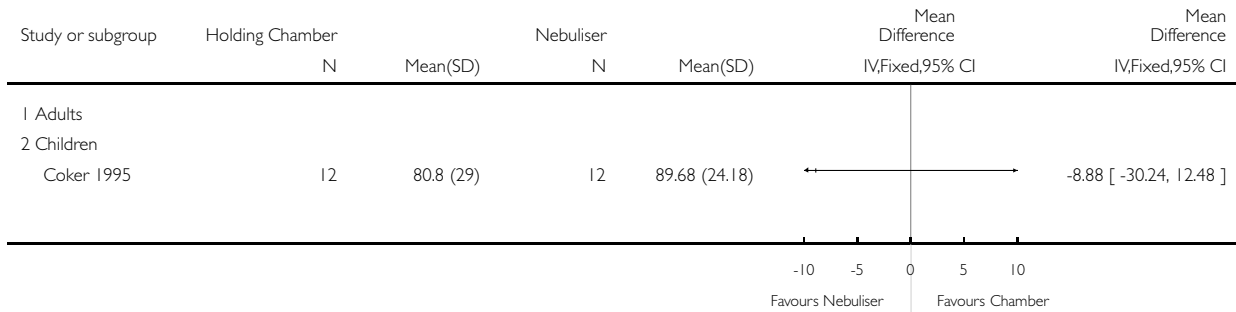 Study or subgroup Holding Chamber Nebuliser Mean Difference Mean Difference
N Mean(SD) N Mean(SD) IV,Fixed,95% CI IV,Fixed,95% CI
1 Adults
2 Children
Coker 1995 12 80.8 (29) 12 89.68 (24.18) -8.88 [ -30.24, 12.48 ]
-10 -5 0 5 10
Favours Nebuliser Favours Chamber